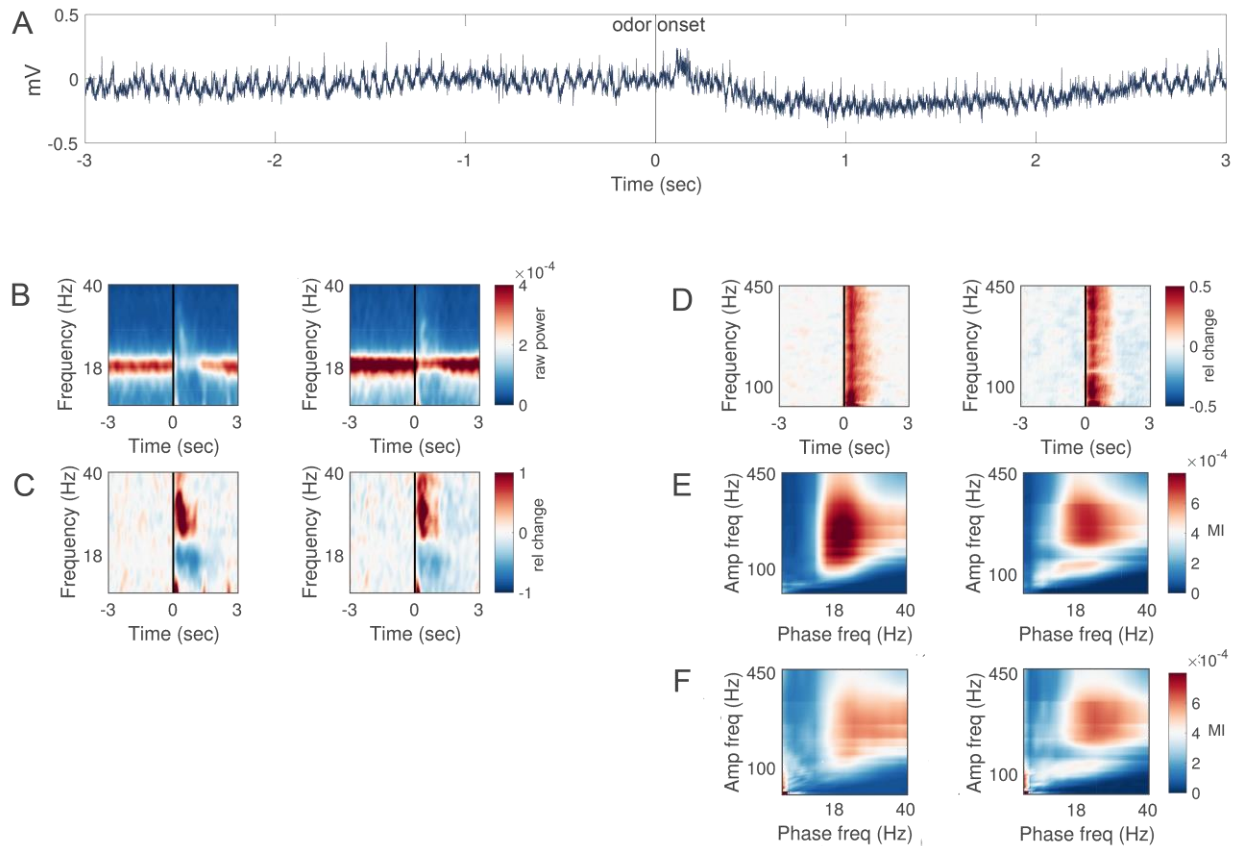 A
odor onset
0.5
0
-0.5
mV
-3 -2 -1 0 1 2 3
Time (sec)
B
Frequency (Hz)
40
18
-3 0 3
Time (sec)
Frequency (Hz)
40
18
-3 0 3
Time (sec)
×10-4
4
2
0
raw power
C
Frequency (Hz)
40
18
-3 0 3
Time (sec)
Frequency (Hz)
40
18
-3 0 3
Time (sec)
1
0
-1
rel change
D
Frequency (Hz)
450
100
-3 0 3
Time (sec)
Frequency (Hz)
450
100
-3 0 3
Time (sec)
0.5
0
-0.5
rel change
E
Amp freq (Hz)
450
100
18 40
Phase freq (Hz)
Amp freq (Hz)
450
100
18 40
Phase freq (Hz)
×10-4
6
4
2
0
MI
F
Amp freq (Hz)
450
100
18 40
Phase freq (Hz)
Amp freq (Hz)
450
100
18 40
Phase freq (Hz)
×10-4
6
4
2
0
MI